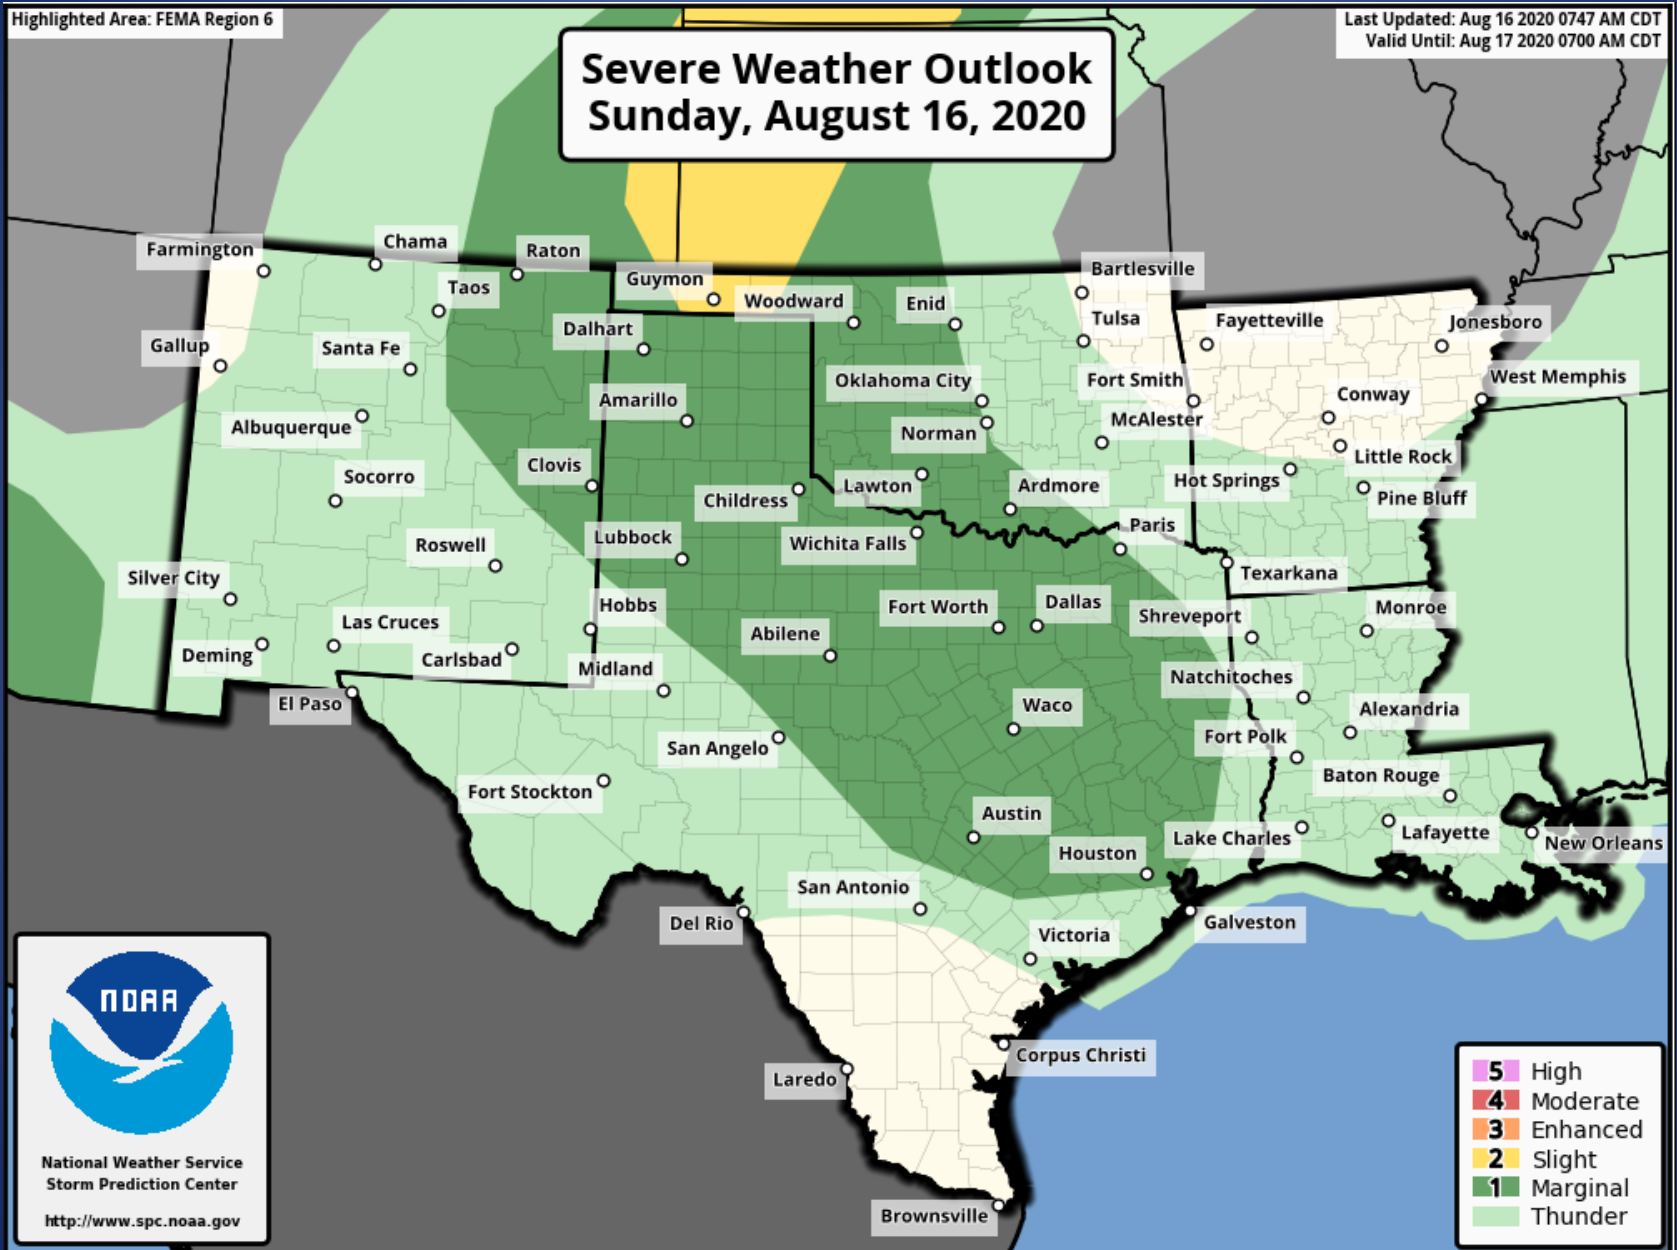 Highlighted Area: FEMA Region 6
Last Updated: Aug 16 2020 0747 AM CDT
Valid Until: Aug 17 2020 0700 AM CDT
Severe Weather Outlook
Sunday, August 16, 2020
Farmington
Chama
Raton
Taos
Guymon
Woodward
Enid
Bartlesville
Tulsa
Fayetteville
Jonesboro
Gallup
Santa Fe
Dalhart
Oklahoma City
Fort Smith
West Memphis
Albuquerque
Amarillo
Norman
McAlester
Conway
Little Rock
Socorro
Clovis
Childress
Lawton
Ardmore
Hot Springs
Pine Bluff
Roswell
Lubbock
Wichita Falls
Paris
Texarkana
Silver City
Hobbs
Fort Worth
Dallas
Shreveport
Monroe
Las Cruces
Abilene
Deming
Carlsbad
Midland
Natchitoches
El Paso
Waco
Alexandria
San Angelo
Fort Polk
Fort Stockton
Baton Rouge
Austin
Lake Charles
Lafayette
New Orleans
Houston
San Antonio
Del Rio
Victoria
Galveston
Corpus Christi
Laredo
Brownsville
NOAA
National Weather Service
Storm Prediction Center
http://www.spc.noaa.gov
5 High
4 Moderate
3 Enhanced
2 Slight
1 Marginal
Thunder